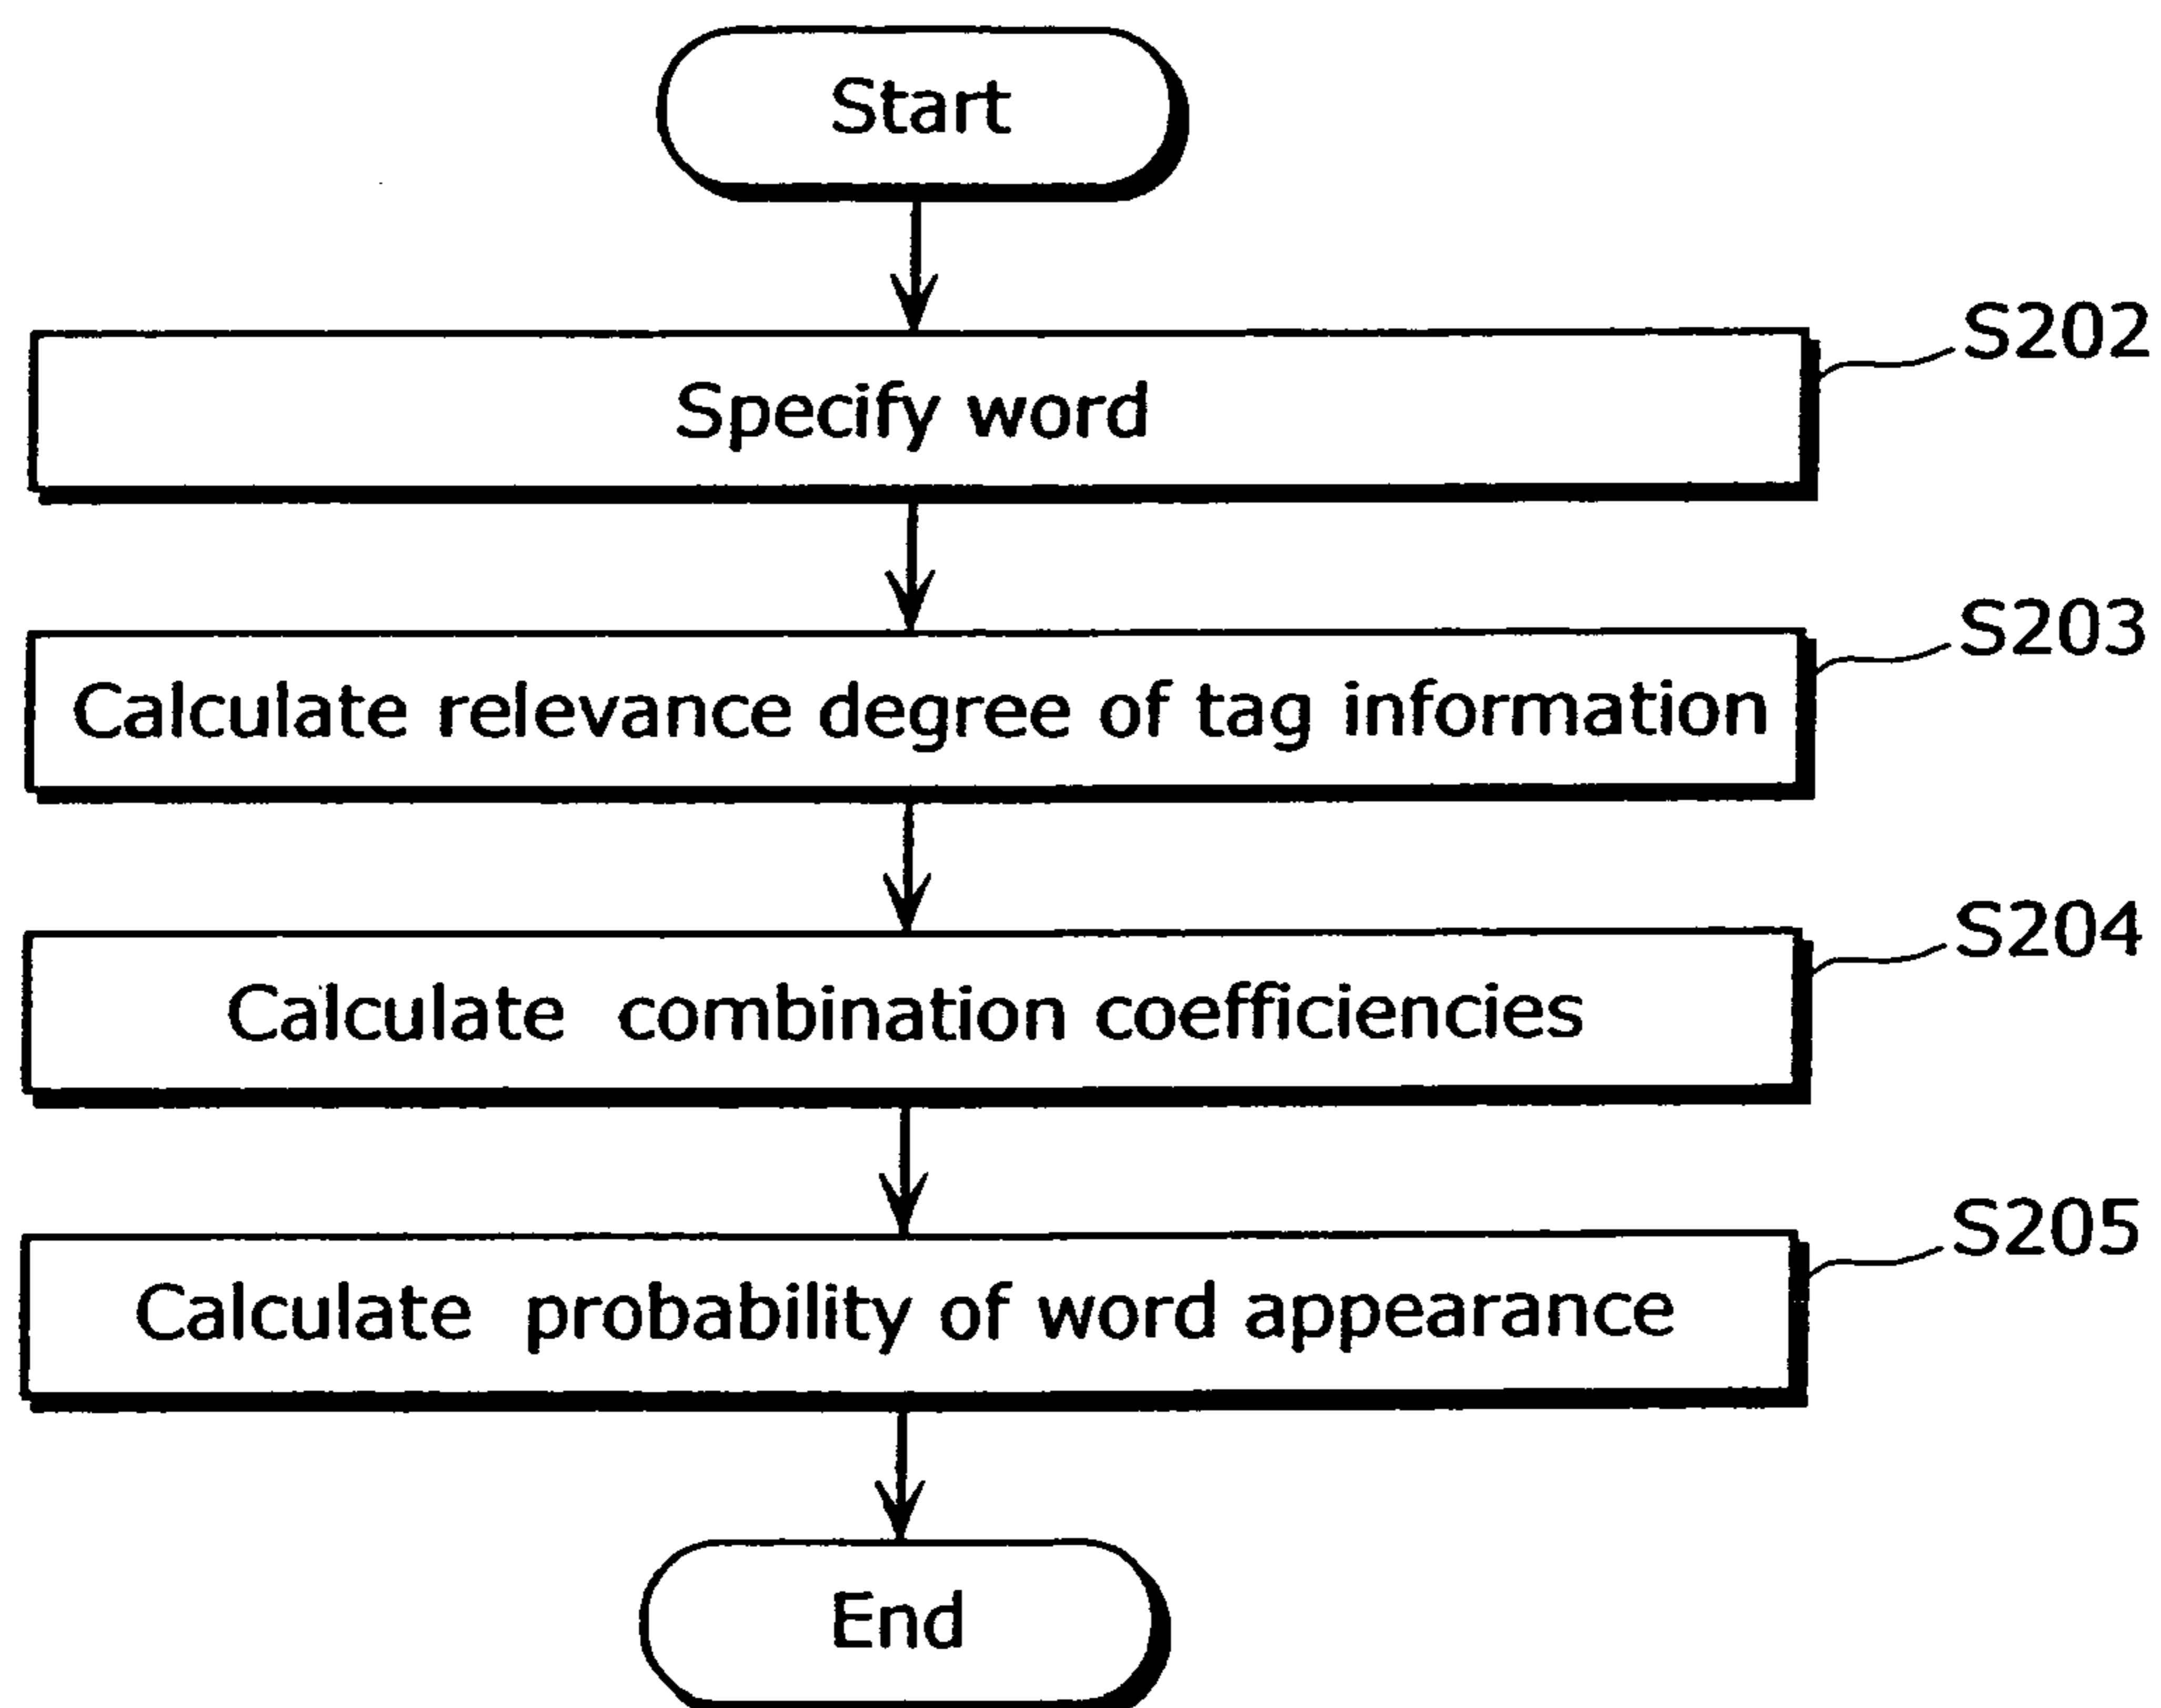 Start
S202
Specify word
S203
Calculate relevance degree of tag information
S204
Calculate combination coefficiencies
S205
Calculate probability of word appearance
End